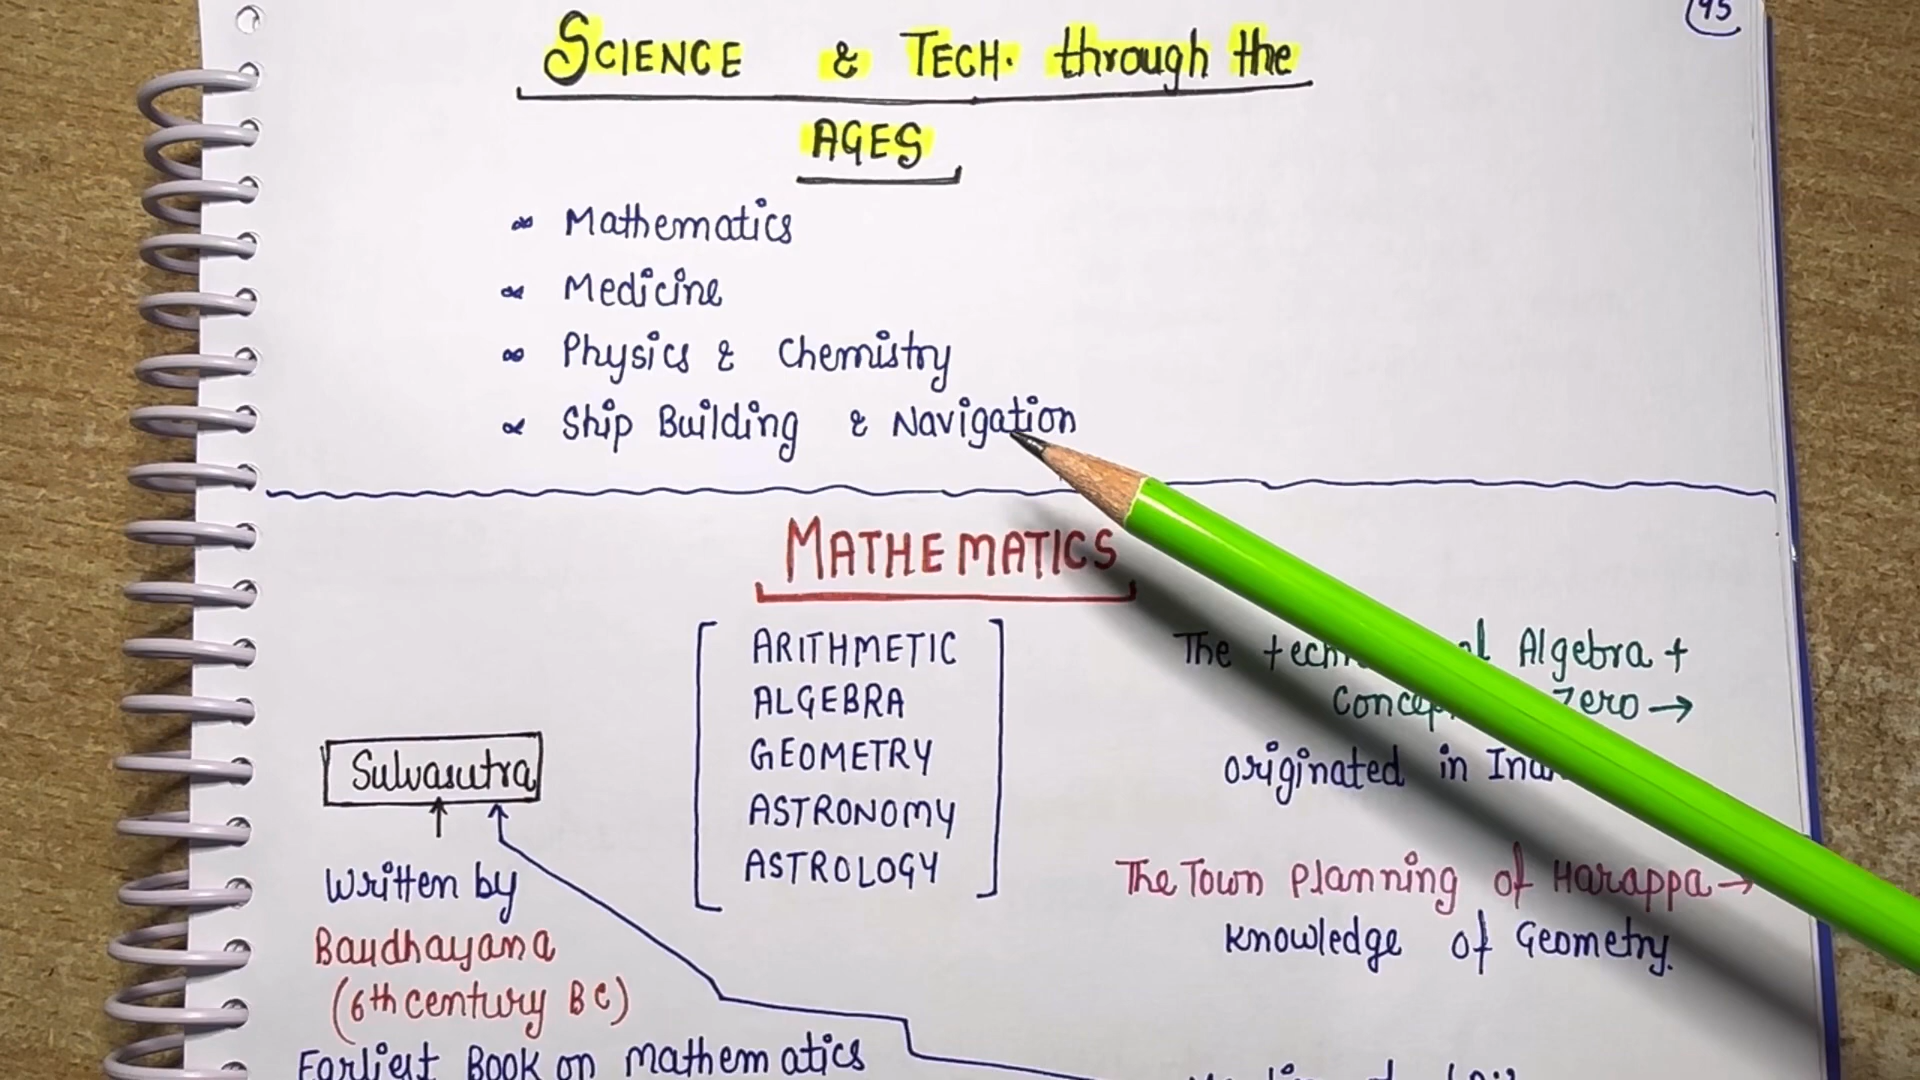 95
SCIENCE & TECH. through the
AGES
Mathematics
Medicine
Physics & Chemistry
Ship Building & Navigation
MATHEMATICS
ARITHMETIC
ALGEBRA
GEOMETRY
ASTRONOMY
ASTROLOGY
Sulvasutra
Written by
Baudhayana
(6th century BC)
Earliest Book on mathematics
The Algebra +
Zero →
originated in
The Town planning of Harappa →
Knowledge of Geometry.